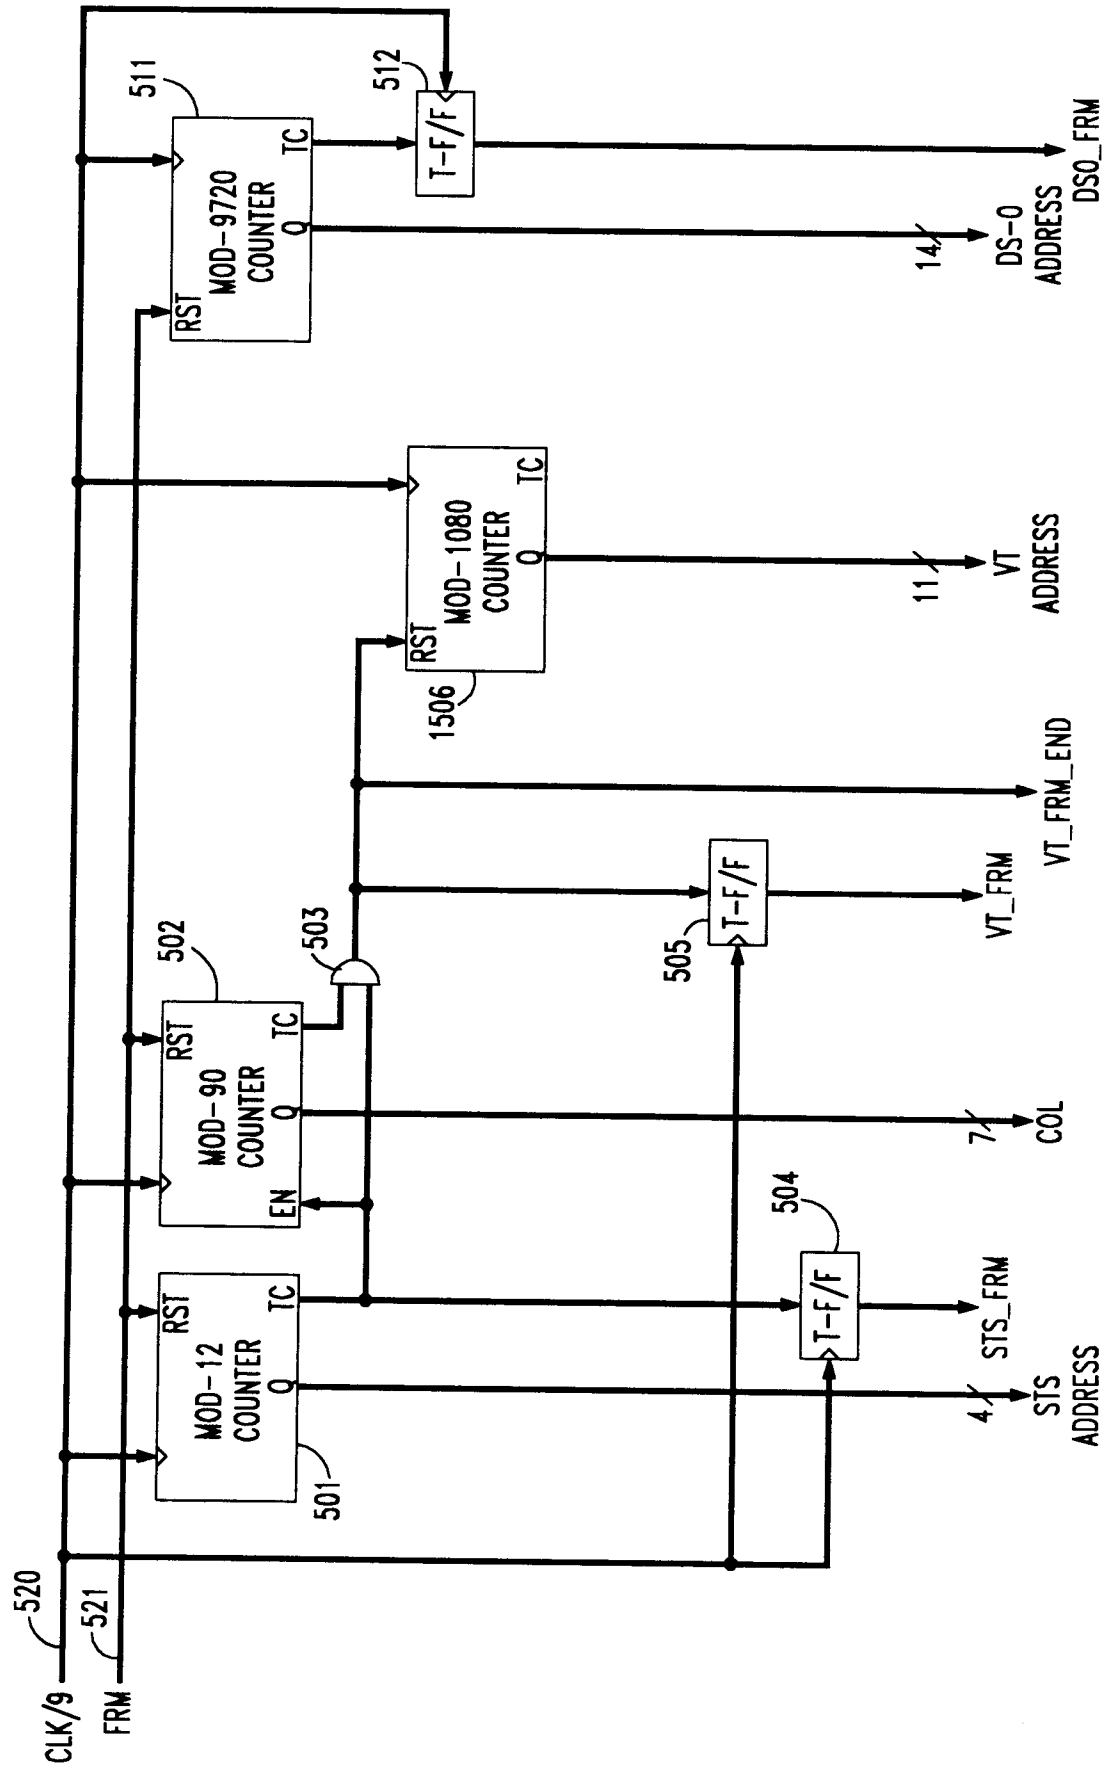 CLK/9
520
FRM
521
MOD-12
COUNTER
RST
Q
TC
501
MOD-90
COUNTER
RST
EN
Q
TC
502
503
504
T-F/F
505
T-F/F
MOD-1080
COUNTER
RST
Q
TC
1506
MOD-9720
COUNTER
RST
Q
TC
511
512
T-F/F
4
STS
ADDRESS
STS_FRM
7
COL
VT_FRM
VT_FRM_END
11
VT
ADDRESS
14
DS-0
ADDRESS
DS0_FRM